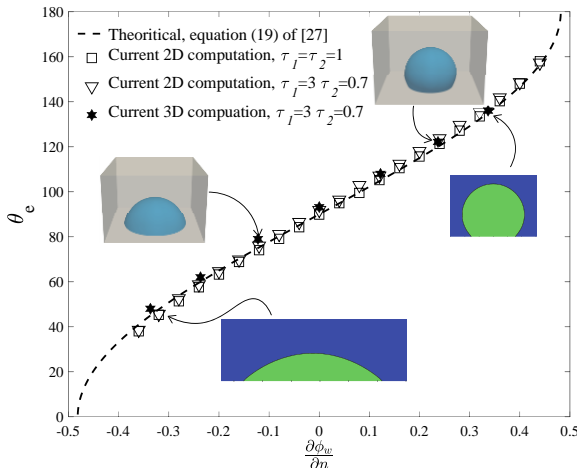 Theoritical, equation (19) of [27]
Current 2D computation, τ1=τ2=1
Current 2D computation, τ1=3 τ2=0.7
Current 3D compuation, τ1=3 τ2=0.7
180
160
140
120
100
80
60
40
20
0
θe
-0.5 -0.4 -0.3 -0.2 -0.1 0 0.1 0.2 0.3 0.4 0.5
∂ϕw
∂n